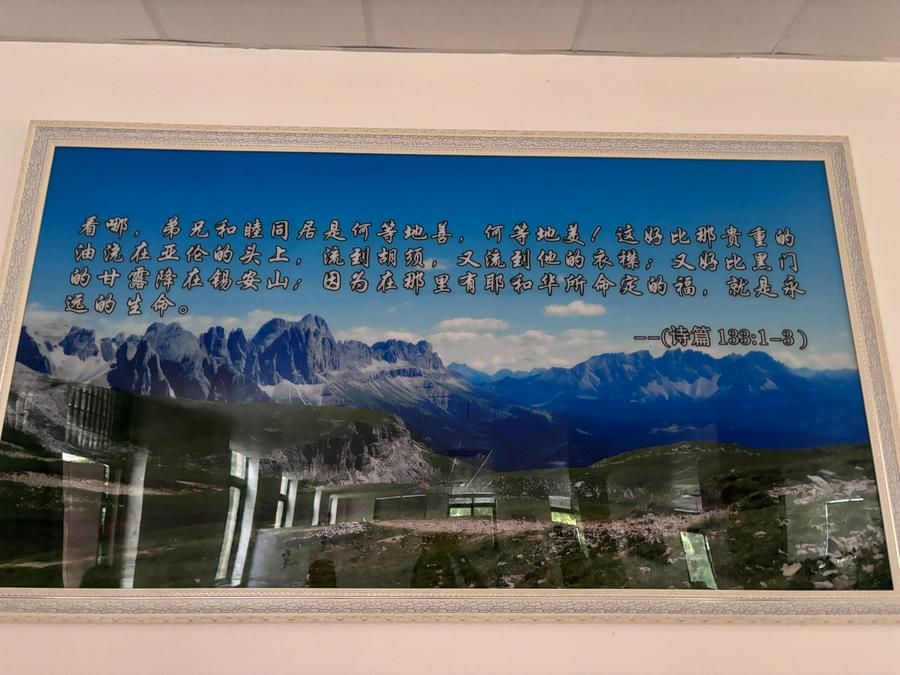 看哪，弟兄和睦同居是何等地善，何等地美！这好比那贵重的
油浇在亚伦的头上，流到胡须，又流到他的衣襟；又好比黑门
的甘露降在锡安山；因为在那里有耶和华所命定的福，就是永
远的生命。
--(诗篇 133:1-3)